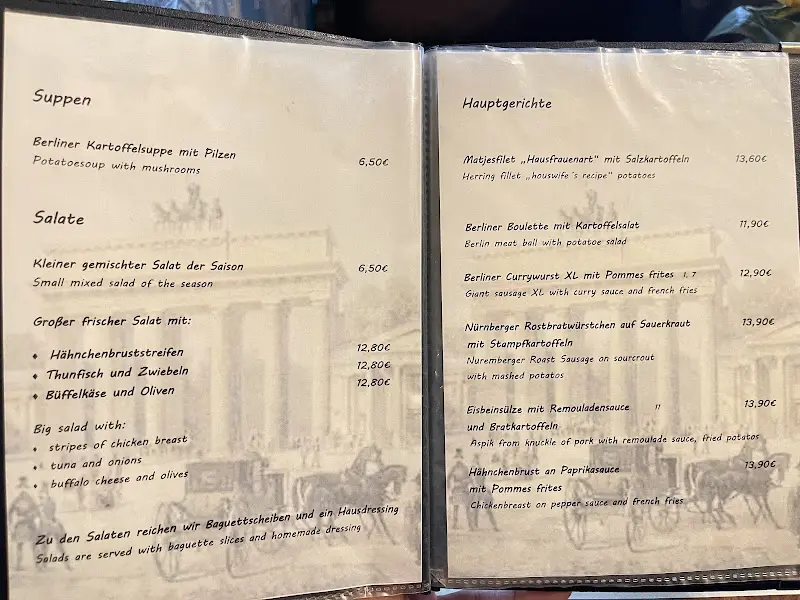 Suppen
Berliner Kartoffelsuppe mit Pilzen 6,50€
Potatoesoup with mushrooms
Salate
Kleiner gemischter Salat der Saison 6,50€
Small mixed salad of the season
Großer frischer Salat mit:
♦ Hähnchenbruststreifen 12,80€
♦ Thunfisch und Zwiebeln 12,80€
♦ Büffelkäse und Oliven 12,80€
Big salad with:
♦ stripes of chicken breast
♦ tuna and onions
♦ buffalo cheese and olives
Zu den Salaten reichen wir Baguettscheiben und ein Hausdressing
Salads are served with baguette slices and homemade dressing
Hauptgerichte
Matjesfilet „Hausfrauenart" mit Salzkartoffeln 13,60€
Herring fillet „houswife´s recipe" potatoes
Berliner Boulette mit Kartoffelsalat 11,90€
Berlin meat ball with potatoe salad
Berliner Currywurst XL mit Pommes frites 1, 7 12,90€
Giant sausage XL with curry sauce and french fries
Nürnberger Rostbratwürstchen auf Sauerkraut 13,90€
mit Stampfkartoffeln
Nuremberger Roast Sausage on sourcrout
with mashed potatos
Eisbeinsülze mit Remouladensauce 11 13,90€
und Bratkartoffeln
Aspik from knuckle of pork with remoulade sauce, fried potatos
Hähnchenbrust an Paprikasauce 13,90€
mit Pommes frites
Chickenbreast on pepper sauce and french fries